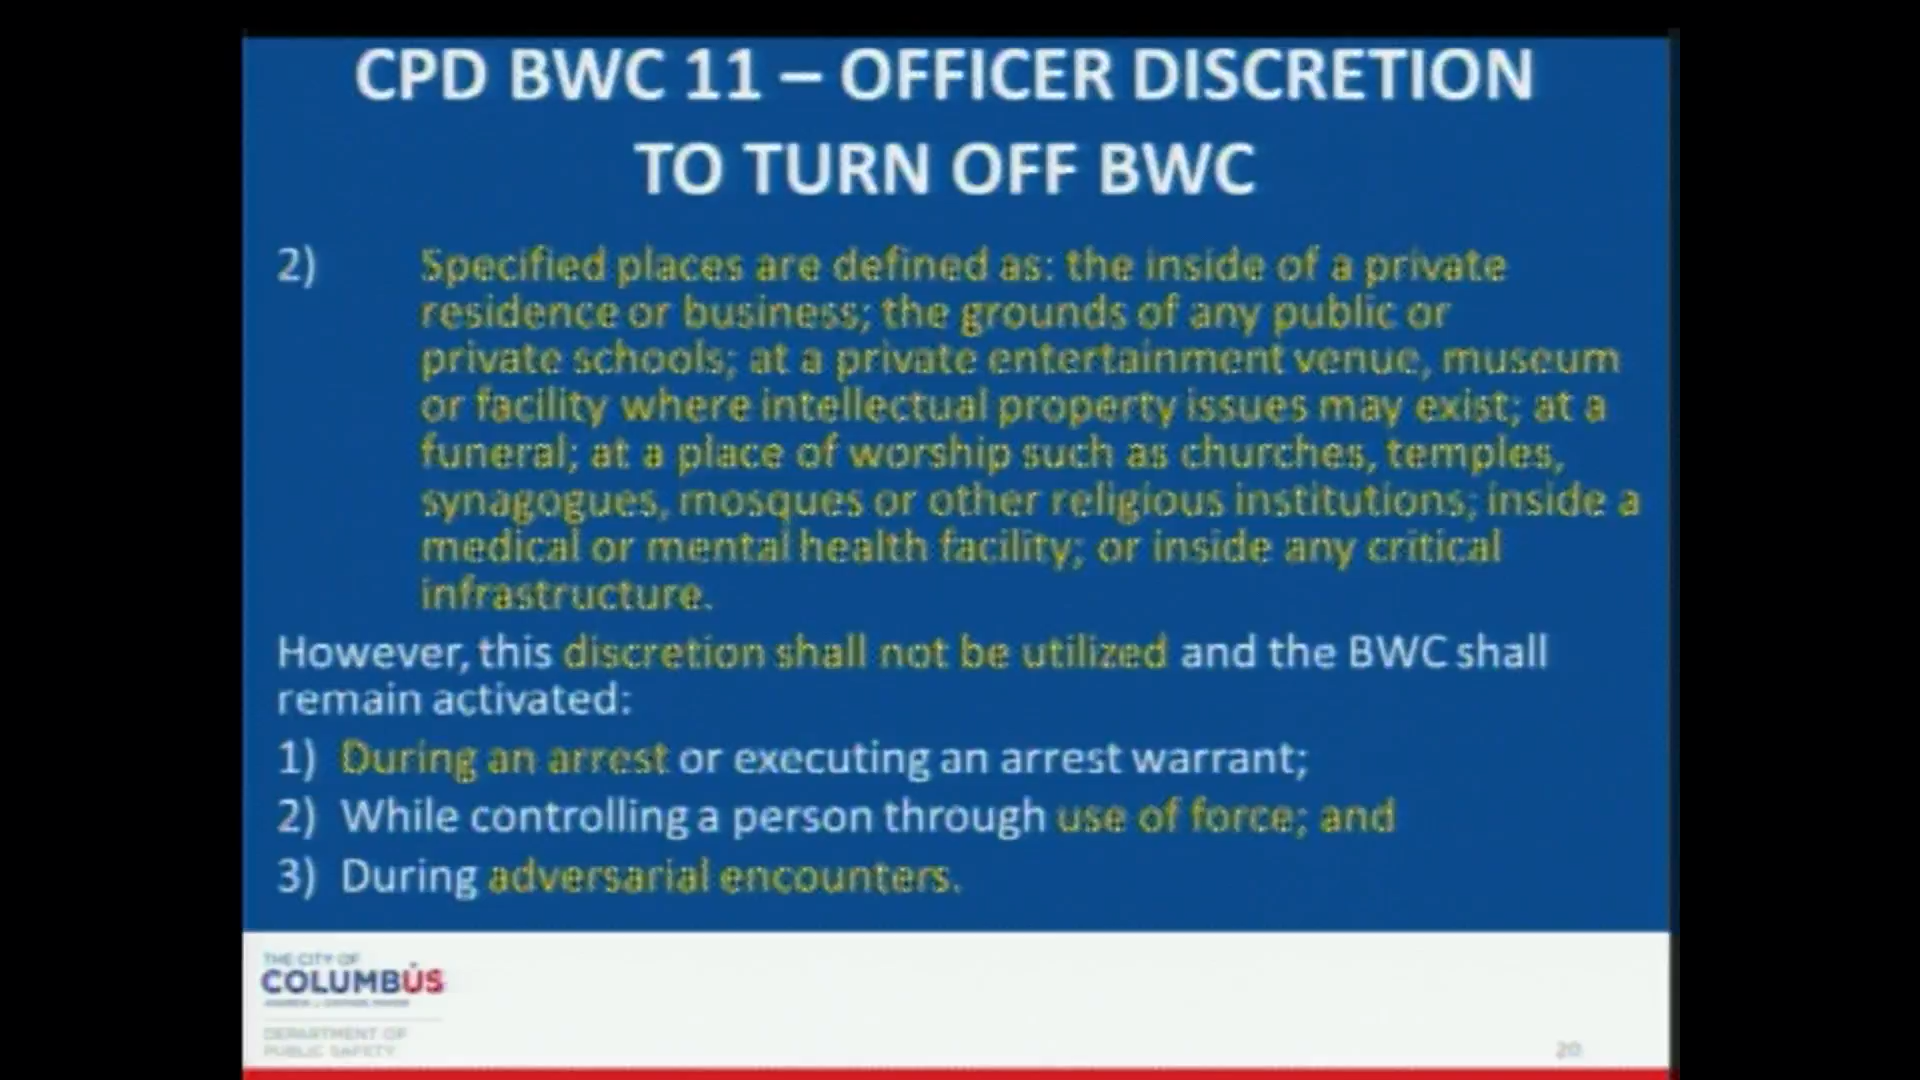 CPD BWC 11 – OFFICER DISCRETION
TO TURN OFF BWC
2) Specified places are defined as: the inside of a private
residence or business; the grounds of any public or
private schools; at a private entertainment venue, museum
or facility where intellectual property issues may exist; at a
funeral; at a place of worship such as churches, temples,
synagogues, mosques or other religious institutions; inside a
medical or mental health facility; or inside any critical
infrastructure.
However, this discretion shall not be utilized and the BWC shall
remain activated:
1) During an arrest or executing an arrest warrant;
2) While controlling a person through use of force; and
3) During adversarial encounters.
THE CITY OF
COLUMBUS
DEPARTMENT OF
PUBLIC SAFETY
20